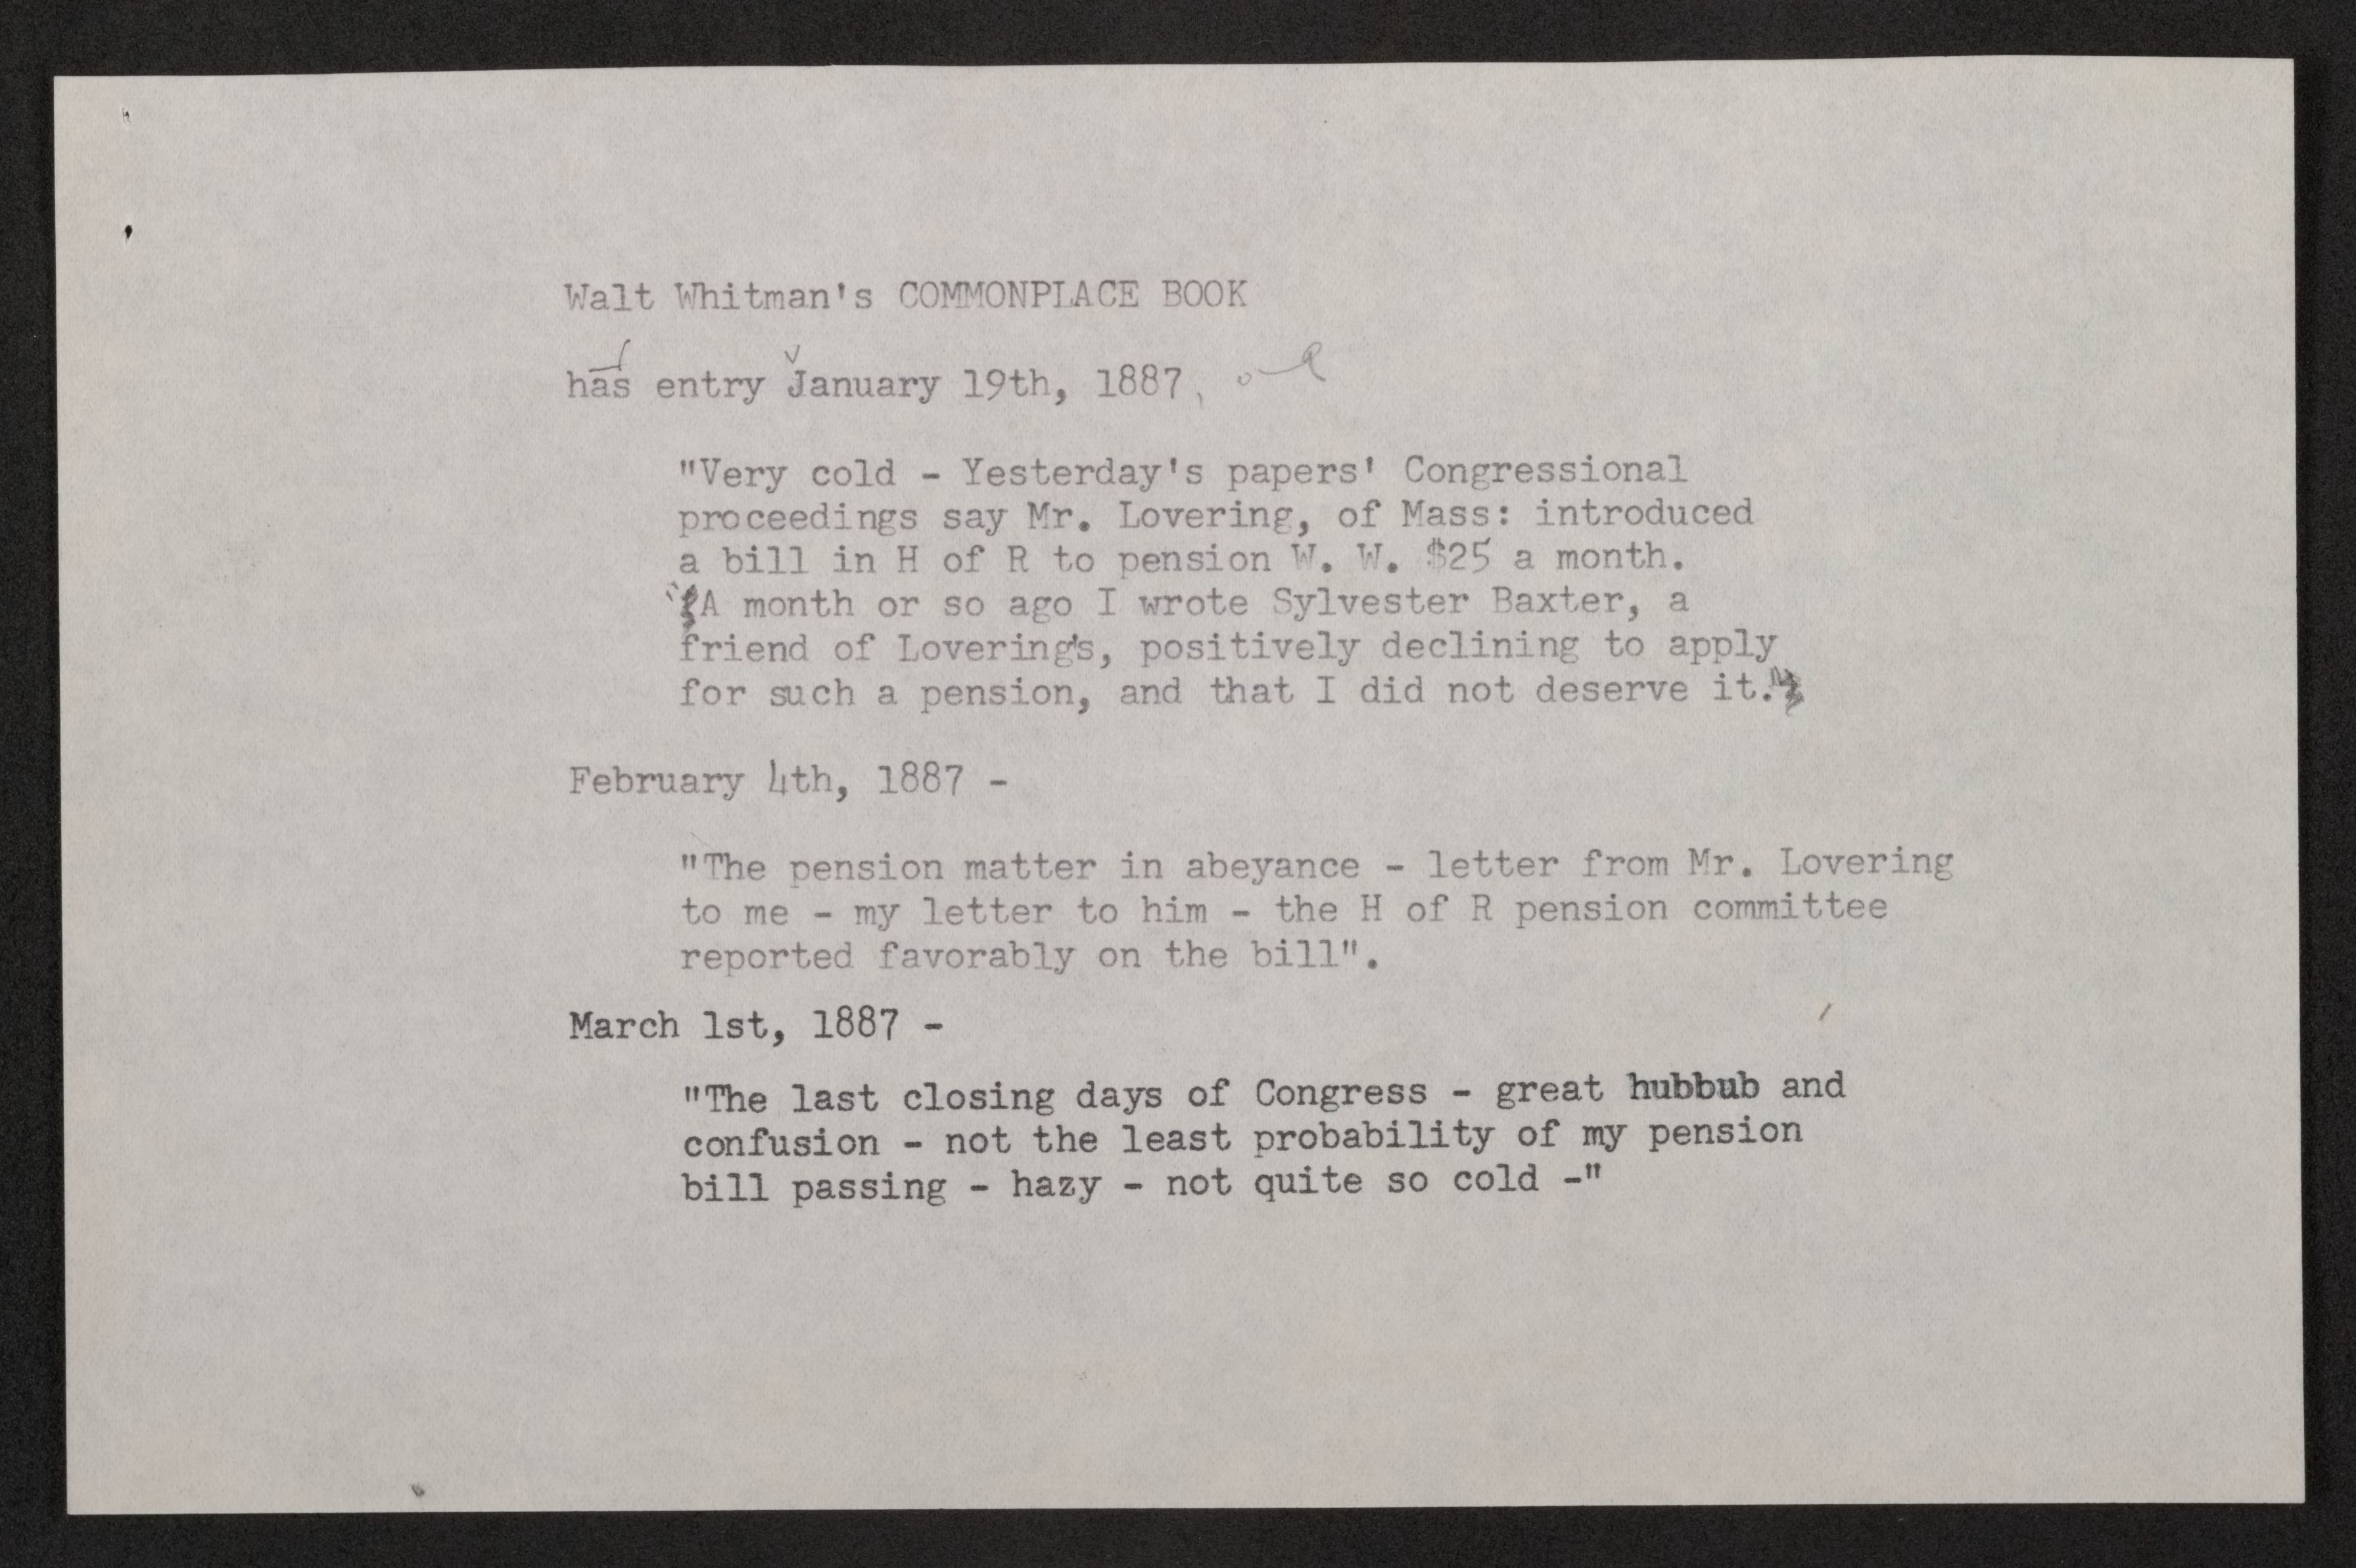 Walt Whitman's COMMONPLACE BOOK
has entry January 19th, 1887,
"Very cold - Yesterday's papers' Congressional
proceedings say Mr. Lovering, of Mass: introduced
a bill in H of R to pension W. W. $25 a month.
A month or so ago I wrote Sylvester Baxter, a
friend of Lovering's, positively declining to apply
for such a pension, and that I did not deserve it."
February 4th, 1887 -
"The pension matter in abeyance - letter from Mr. Lovering
to me - my letter to him - the H of R pension committee
reported favorably on the bill".
March 1st, 1887 -
"The last closing days of Congress - great hubbub and
confusion - not the least probability of my pension
bill passing - hazy - not quite so cold -"